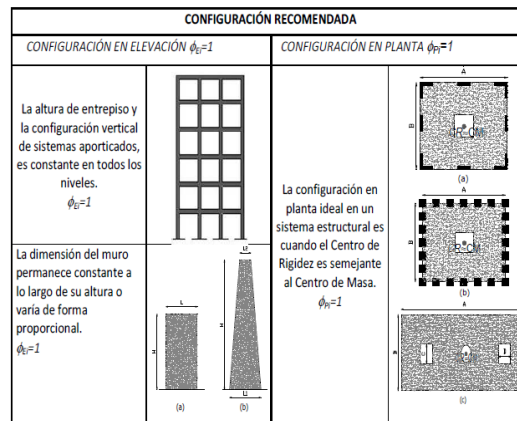 CONFIGURACIÓN RECOMENDADA
CONFIGURACIÓN EN ELEVACIÓN ϕEi=1
CONFIGURACIÓN EN PLANTA ϕPi=1
La altura de entrepiso y
la configuración vertical
de sistemas aporticados,
es constante en todos los
niveles.
ϕEi=1
La dimensión del muro
permanece constante a
lo largo de su altura o
varía de forma
proporcional.
ϕEi=1
L
(a)
(b)
La configuración en
planta ideal en un
sistema estructural es
cuando el Centro de
Rigidez es semejante
al Centro de Masa.
ϕPi=1
A
B
CR=CM
(a)
A
B
(b)
A
B
(c)